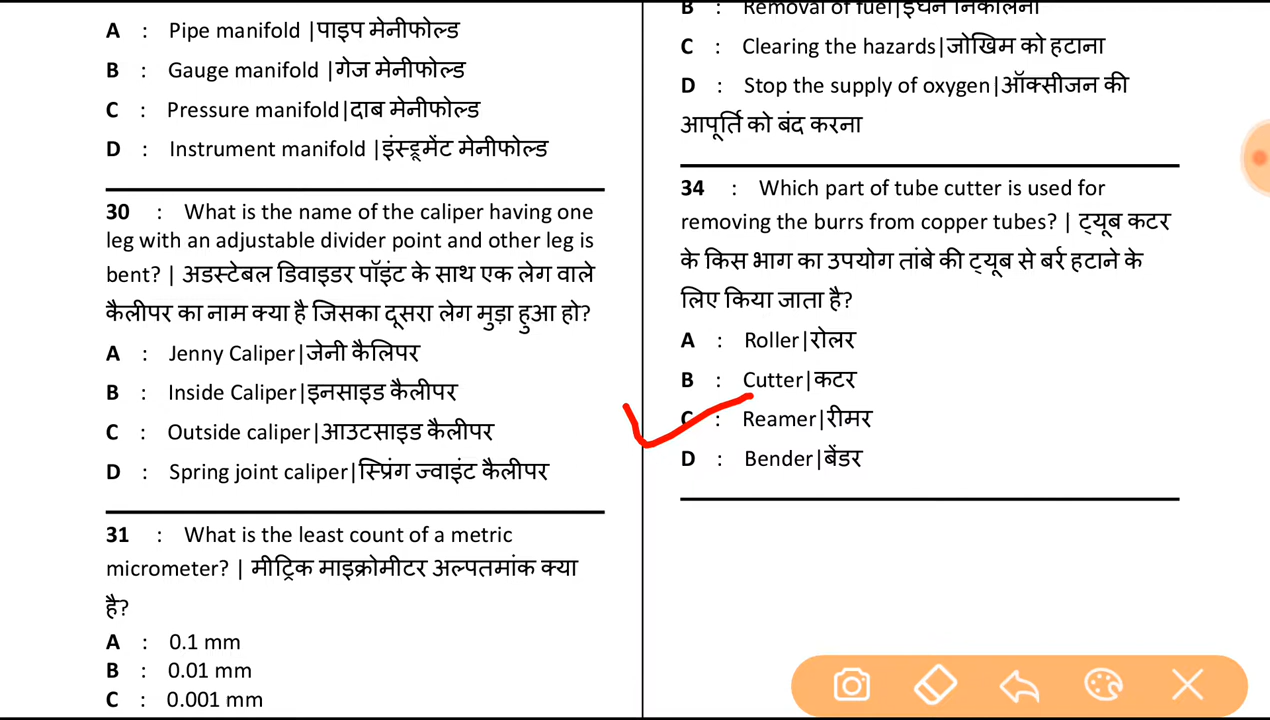 A : Pipe manifold |पाइप मेनीफोल्ड
B : Gauge manifold |गेज मेनीफोल्ड
C : Pressure manifold|दाब मेनीफोल्ड
D : Instrument manifold |इंस्ड्रूमेंट मेनीफोल्ड
30 : What is the name of the caliper having one
leg with an adjustable divider point and other leg is
bent? | अडस्टेबल डिवाइडर पॉइंट के साथ एक लेग वाले
कैलीपर का नाम क्या है जिसका दूसरा लेग मुड़ा हुआ हो?
A : Jenny Caliper|जेनी कैलिपर
B : Inside Caliper|इनसाइड कैलीपर
C : Outside caliper|आउटसाइड कैलीपर
D : Spring joint caliper|स्प्रिंग ज्वाइंट कैलीपर
31 : What is the least count of a metric
micrometer? | मीट्रिक माइक्रोमीटर अल्पतमांक क्या
है?
A : 0.1 mm
B : 0.01 mm
C : 0.001 mm
B : Removal of fuel|ईंधन निकालना
C : Clearing the hazards|जोखिम को हटाना
D : Stop the supply of oxygen|ऑक्सीजन की
आपूर्ति को बंद करना
34 : Which part of tube cutter is used for
removing the burrs from copper tubes? | ट्यूब कटर
के किस भाग का उपयोग तांबे की ट्यूब से बर्र हटाने के
लिए किया जाता है?
A : Roller|रोलर
B : Cutter|कटर
C : Reamer|रीमर
D : Bender|बेंडर